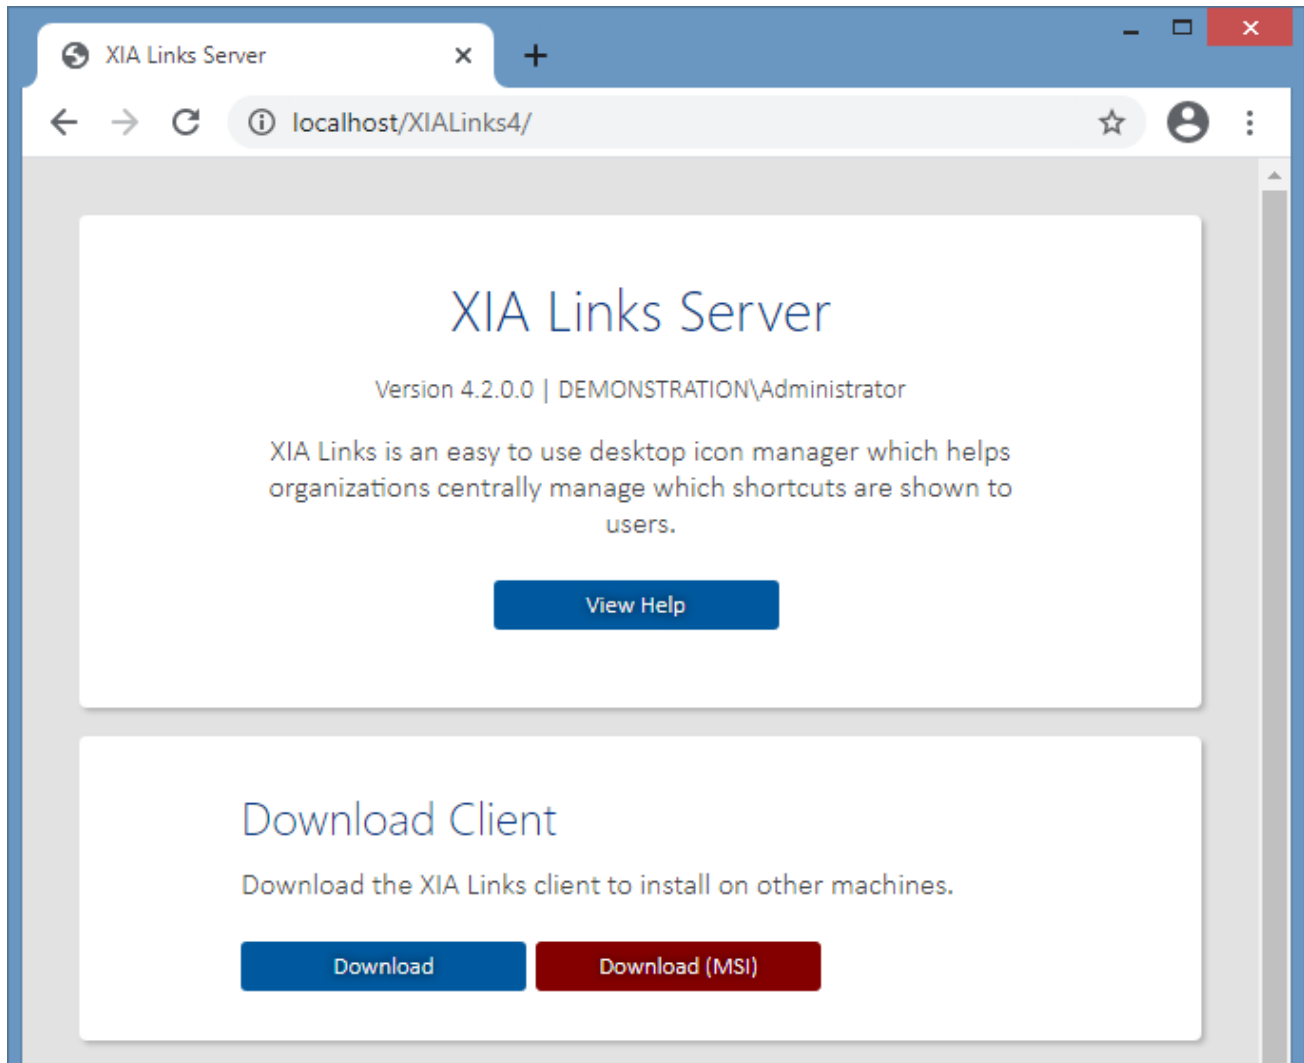 XIA Links Server
localhost/XIALinks4/
XIA Links Server
Version 4.2.0.0 | DEMONSTRATION\Administrator
XIA Links is an easy to use desktop icon manager which helps
organizations centrally manage which shortcuts are shown to
users.
View Help
Download Client
Download the XIA Links client to install on other machines.
Download
Download (MSI)